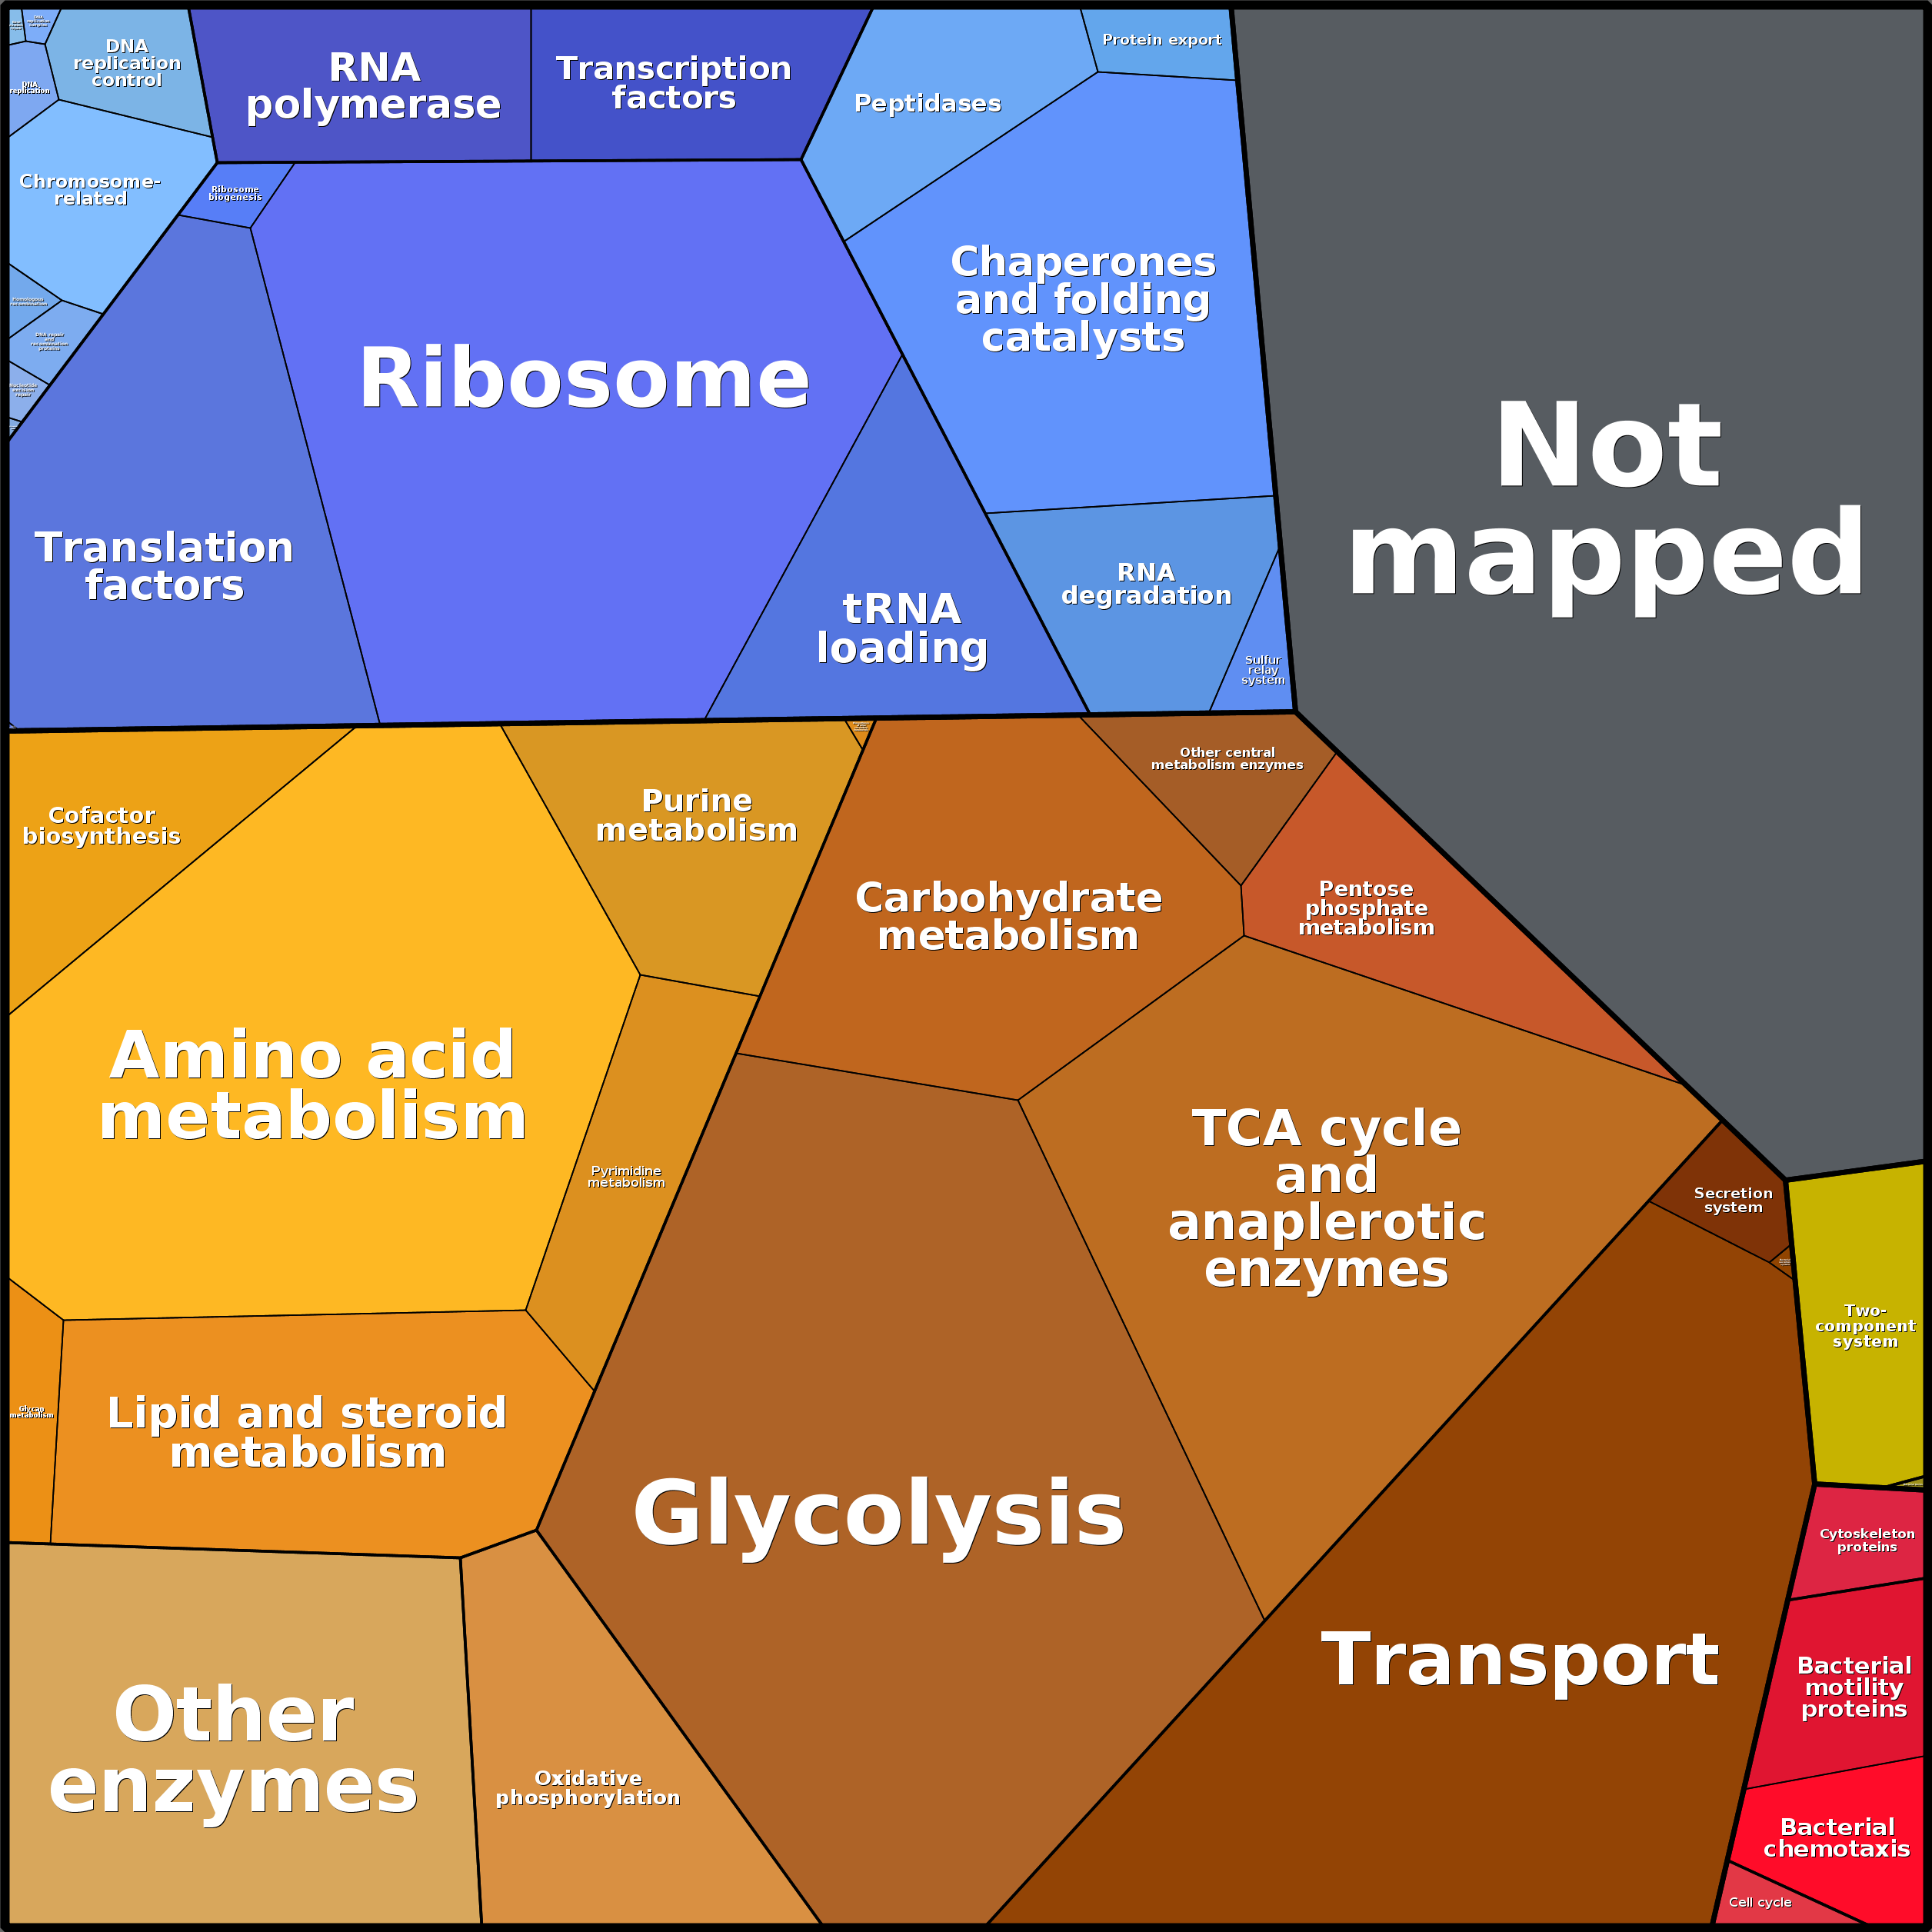 DNA
replication
control
DNA
replication
Chromosome-
related
RNA
polymerase
Transcription
factors
Peptidases
Protein export
Ribosome
biogenesis
Ribosome
Chaperones
and folding
catalysts
Homologous
recombination
DNA repair
and
recombination
proteins
Nucleotide
excision
repair
Translation
factors
tRNA
loading
RNA
degradation
Sulfur
relay
system
Not
mapped
Cofactor
biosynthesis
Purine
metabolism
Other central
metabolism enzymes
Carbohydrate
metabolism
Pentose
phosphate
metabolism
Amino acid
metabolism
Pyrimidine
metabolism
TCA cycle
and
anaplerotic
enzymes
Secretion
system
Two-
component
system
Glycan
metabolism
Lipid and steroid
metabolism
Glycolysis
Cytoskeleton
proteins
Transport
Bacterial
motility
proteins
Other
enzymes
Oxidative
phosphorylation
Bacterial
chemotaxis
Cell cycle